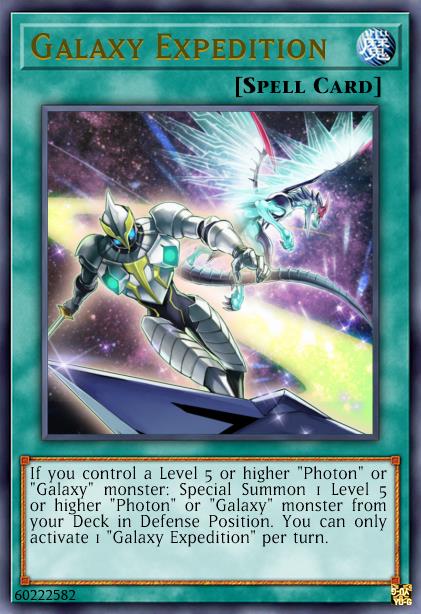 Galaxy Expedition
魔
[Spell Card]
If you control a Level 5 or higher "Photon" or
"Galaxy" monster: Special Summon 1 Level 5
or higher "Photon" or "Galaxy" monster from
your Deck in Defense Position. You can only
activate 1 "Galaxy Expedition" per turn.
60222582